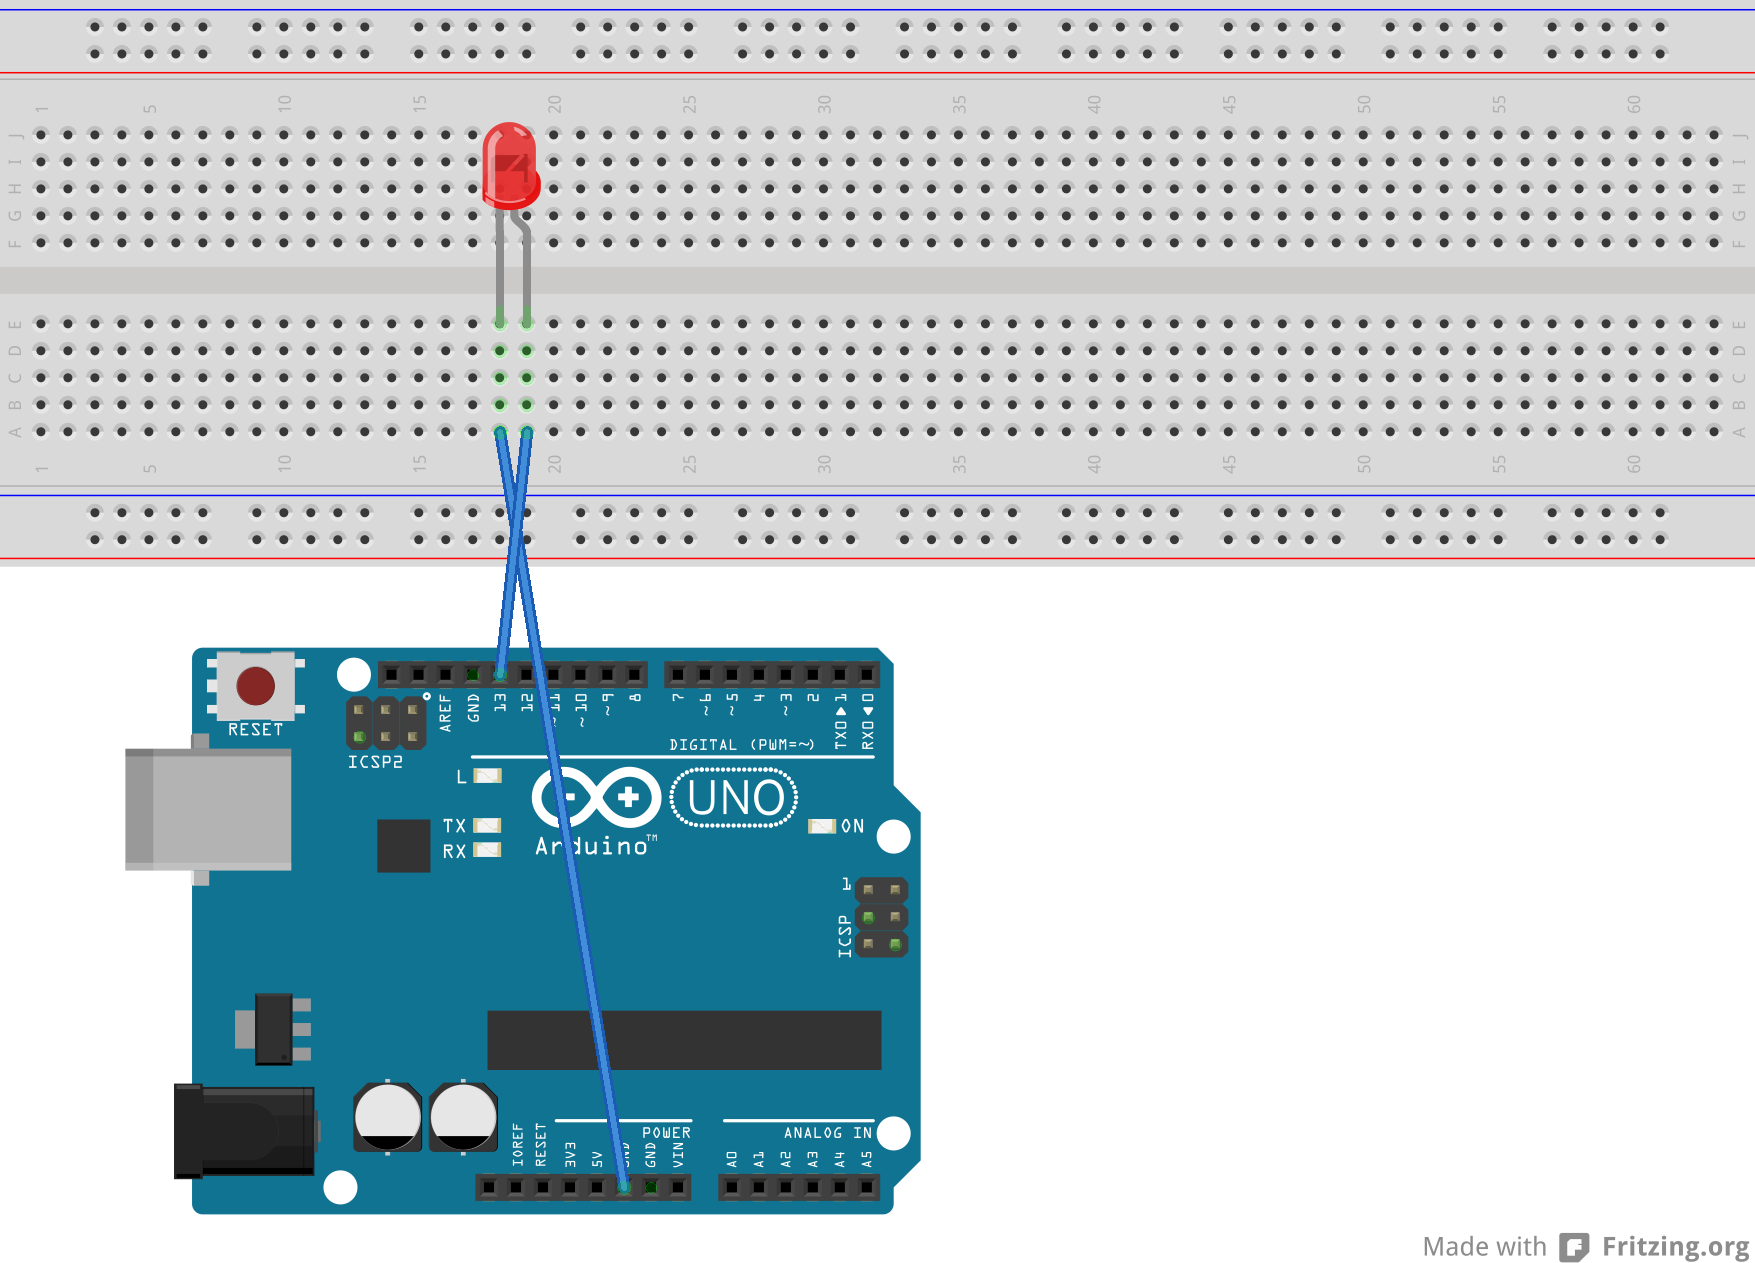 1 5 10 15 20 25 30 35 40 45 50 55 60
J J
I I
H H
G G
F F
E E
D D
C C
B B
A A
1 5 10 15 20 25 30 35 40 45 50 55 60
RESET
AREF GND 13 12 ~11 ~10 ~9 8 7 ~6 ~5 4 ~3 2 TX0▶1 RX0◀0
ICSP2
DIGITAL (PWM=~)
L
UNO
TX
RX
Arduino™
ON
1
ICSP
POWER
ANALOG IN
IOREF RESET 3V3 5V GND GND VIN A0 A1 A2 A3 A4 A5
Made with Fritzing.org